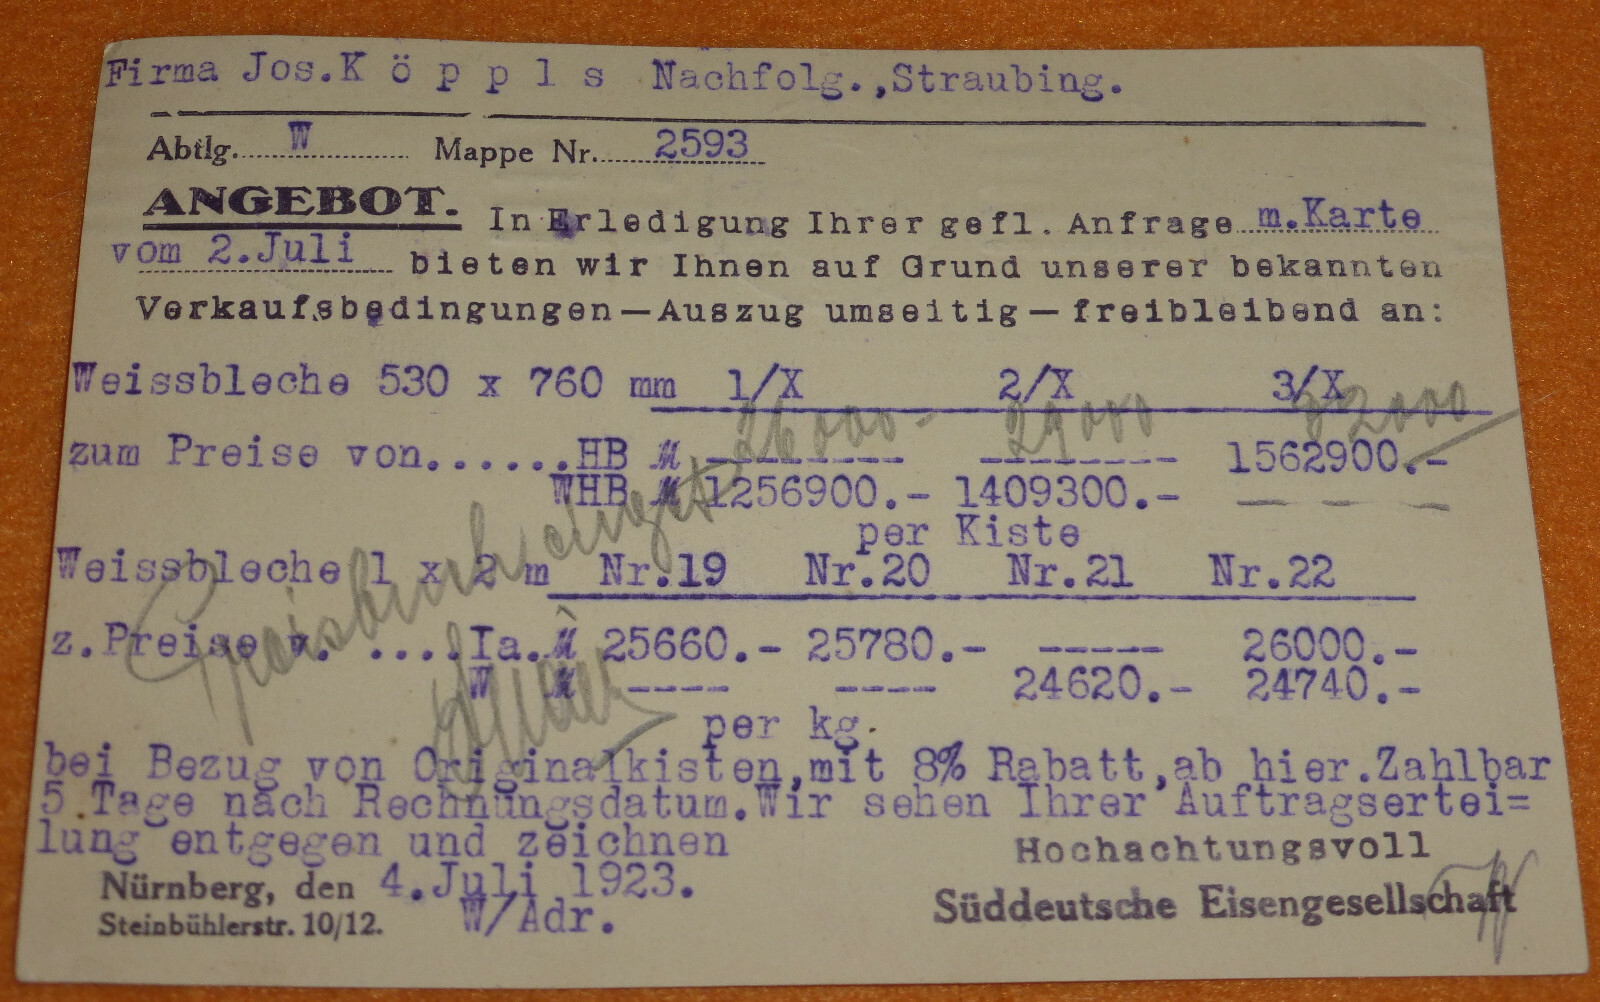 Firma Jos.K ö p p l s Nachfolg.,Straubing.
Abtlg. W Mappe Nr. 2593
ANGEBOT. In Erledigung Ihrer gefl. Anfrage m.Karte
vom 2.Juli bieten wir Ihnen auf Grund unserer bekannten
Verkaufsbedingungen — Auszug umseitig — freibleibend an:
Weissbleche 530 x 760 mm 1/X 2/X 3/X
26000.- 29000 32000
zum Preise von......HB M -------- -------- 1562900.-
WHB M 1256900.- 1409300.- — — — —
per Kiste
Weissbleche 1 x 2 m Nr.19 Nr.20 Nr.21 Nr.22
z.Preise v. ....Ia.M 25660.- 25780.- ----- 26000.-
W M ---- ---- 24620.- 24740.-
per kg.
bei Bezug von Originalkisten,mit 8% Rabatt,ab hier.Zahlbar
5 Tage nach Rechnungsdatum.Wir sehen Ihrer Auftragsertei=
lung entgegen und zeichnen
Hochachtungsvoll
Nürnberg, den 4.Juli 1923.
Süddeutsche Eisengesellschaft
Steinbühlerstr. 10/12. W/Adr.